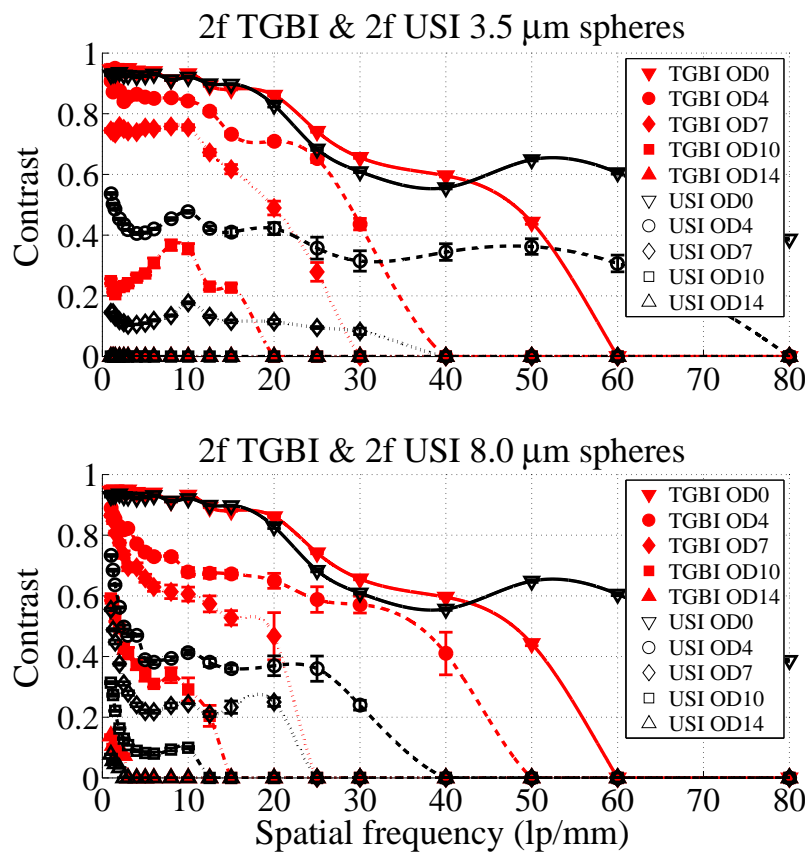 2f TGBI & 2f USI 3.5 μm spheres
Contrast
1
0.8
0.6
0.4
0.2
0
0 10 20 30 40 50 60 70 80
TGBI OD0
TGBI OD4
TGBI OD7
TGBI OD10
TGBI OD14
USI OD0
USI OD4
USI OD7
USI OD10
USI OD14
2f TGBI & 2f USI 8.0 μm spheres
Contrast
1
0.8
0.6
0.4
0.2
0
0 10 20 30 40 50 60 70 80
Spatial frequency (lp/mm)
TGBI OD0
TGBI OD4
TGBI OD7
TGBI OD10
TGBI OD14
USI OD0
USI OD4
USI OD7
USI OD10
USI OD14